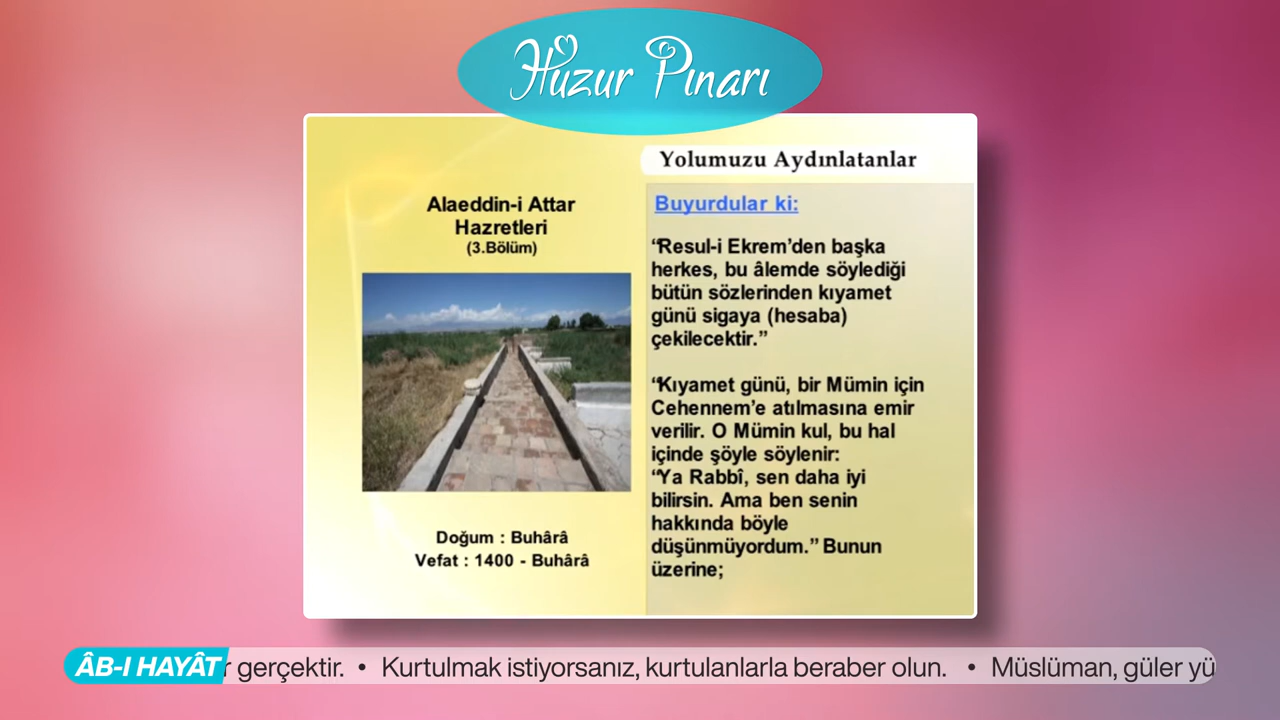 Huzur Pınarı
Yolumuzu Aydınlatanlar
Alaeddin-i Attar
Hazretleri
(3.Bölüm)
Doğum : Buhârâ
Vefat : 1400 - Buhârâ
Buyurdular ki:
“Resul-i Ekrem’den başka
herkes, bu âlemde söylediği
bütün sözlerinden kıyamet
günü sigaya (hesaba)
çekilecektir.”
“Kıyamet günü, bir Mümin için
Cehennem’e atılmasına emir
verilir. O Mümin kul, bu hal
içinde şöyle söylenir:
“Ya Rabbî, sen daha iyi
bilirsin. Ama ben senin
hakkında böyle
düşünmüyordum.” Bunun
üzerine;
ÂB-I HAYÂT r gerçektir. • Kurtulmak istiyorsanız, kurtulanlarla beraber olun. • Müslüman, güler yü